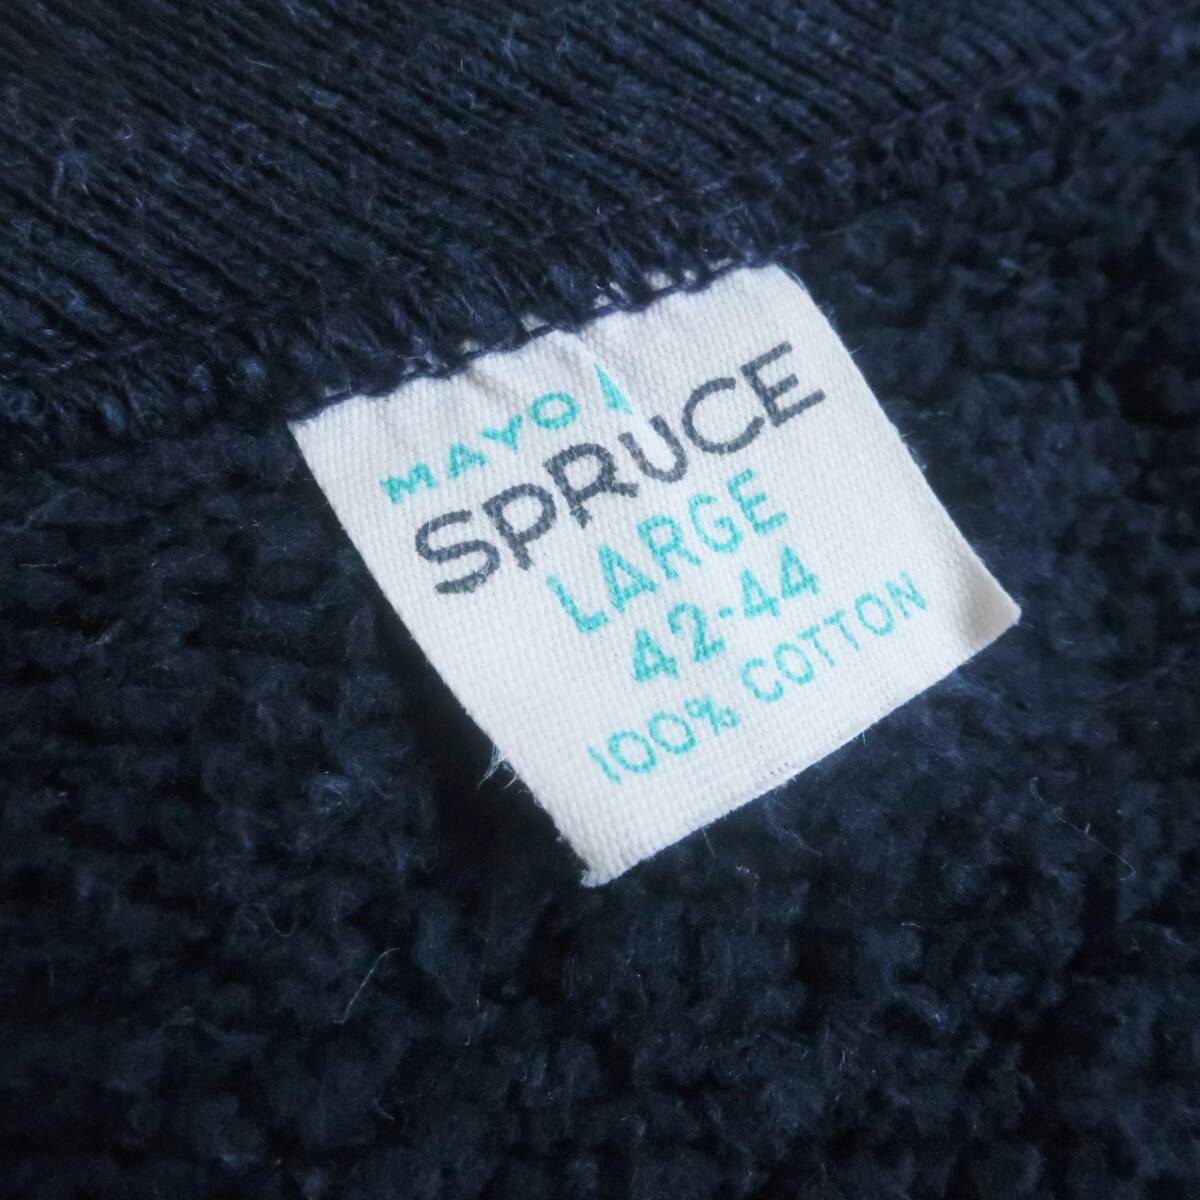 MAYO
SPRUCE
LARGE
42-44
100% COTTON